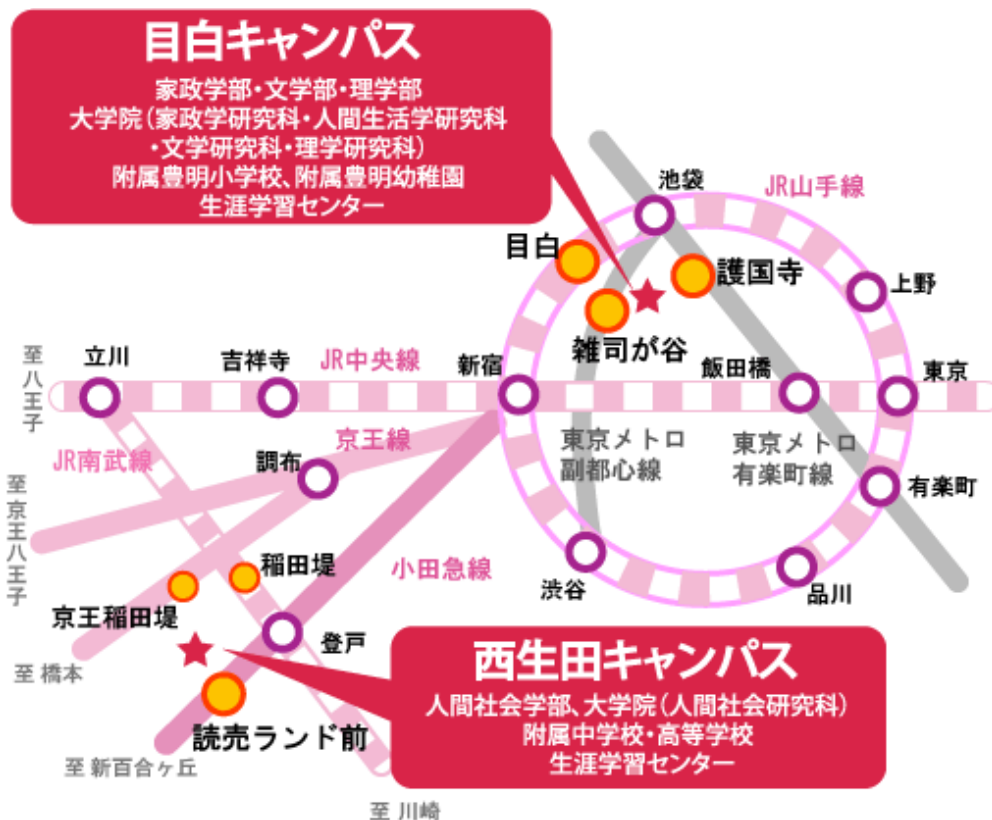 目白キャンパス
家政学部・文学部・理学部
大学院（家政学研究科・人間生活学研究科
・文学研究科・理学研究科）
附属豊明小学校、附属豊明幼稚園
生涯学習センター
池袋
JR山手線
目白
護国寺
上野
雑司が谷
至八王子
立川
吉祥寺
JR中央線
新宿
飯田橋
東京
JR南武線
京王線
調布
東京メトロ
副都心線
東京メトロ
有楽町線
有楽町
至京王八王子
稲田堤
小田急線
渋谷
品川
京王稲田堤
登戸
至 橋本
読売ランド前
至 新百合ヶ丘
至 川崎
西生田キャンパス
人間社会学部、大学院（人間社会研究科）
附属中学校・高等学校
生涯学習センター